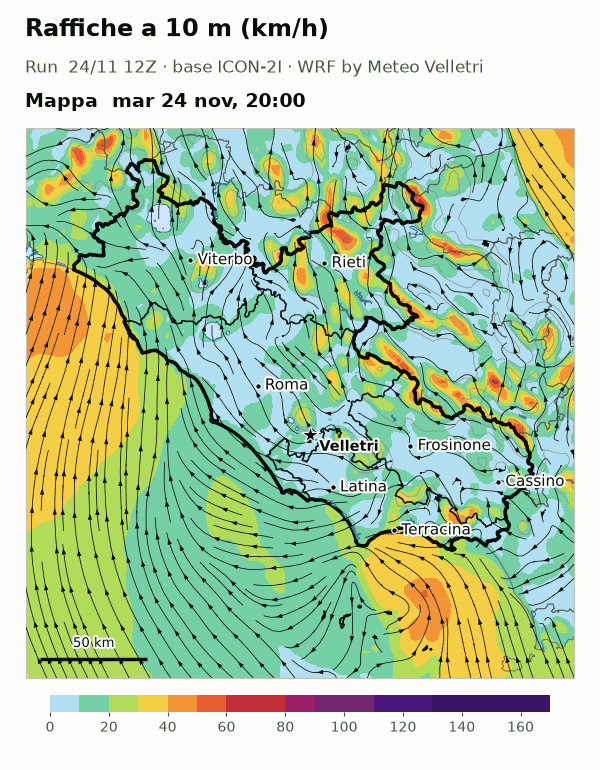 Raffiche a 10 m (km/h)
Run 24/11 12Z · base ICON-2I · WRF by Meteo Velletri
Mappa mar 24 nov, 20:00
Viterbo
Rieti
Roma
Velletri
Frosinone
Latina
Cassino
Terracina
50 km
0 20 40 60 80 100 120 140 160